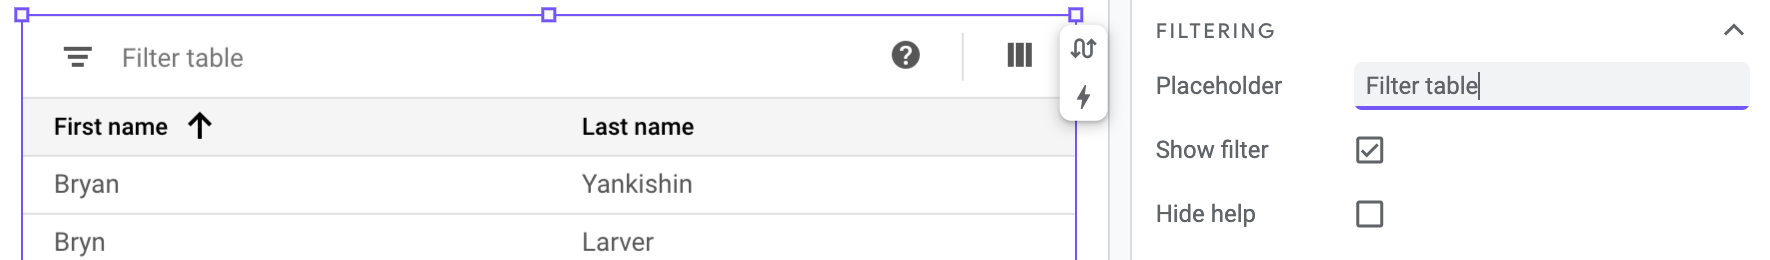 Filter table
First name
Last name
Bryan
Yankishin
Bryn
Larver
FILTERING
Placeholder
Filter table
Show filter
Hide help